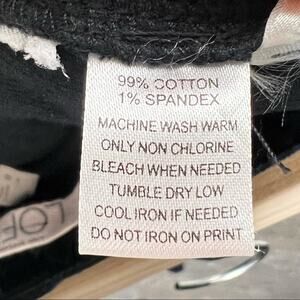 99% COTTON
1% SPANDEX
MACHINE WASH WARM
ONLY NON CHLORINE
BLEACH WHEN NEEDED
TUMBLE DRY LOW
COOL IRON IF NEEDED
DO NOT IRON ON PRINT
LOF